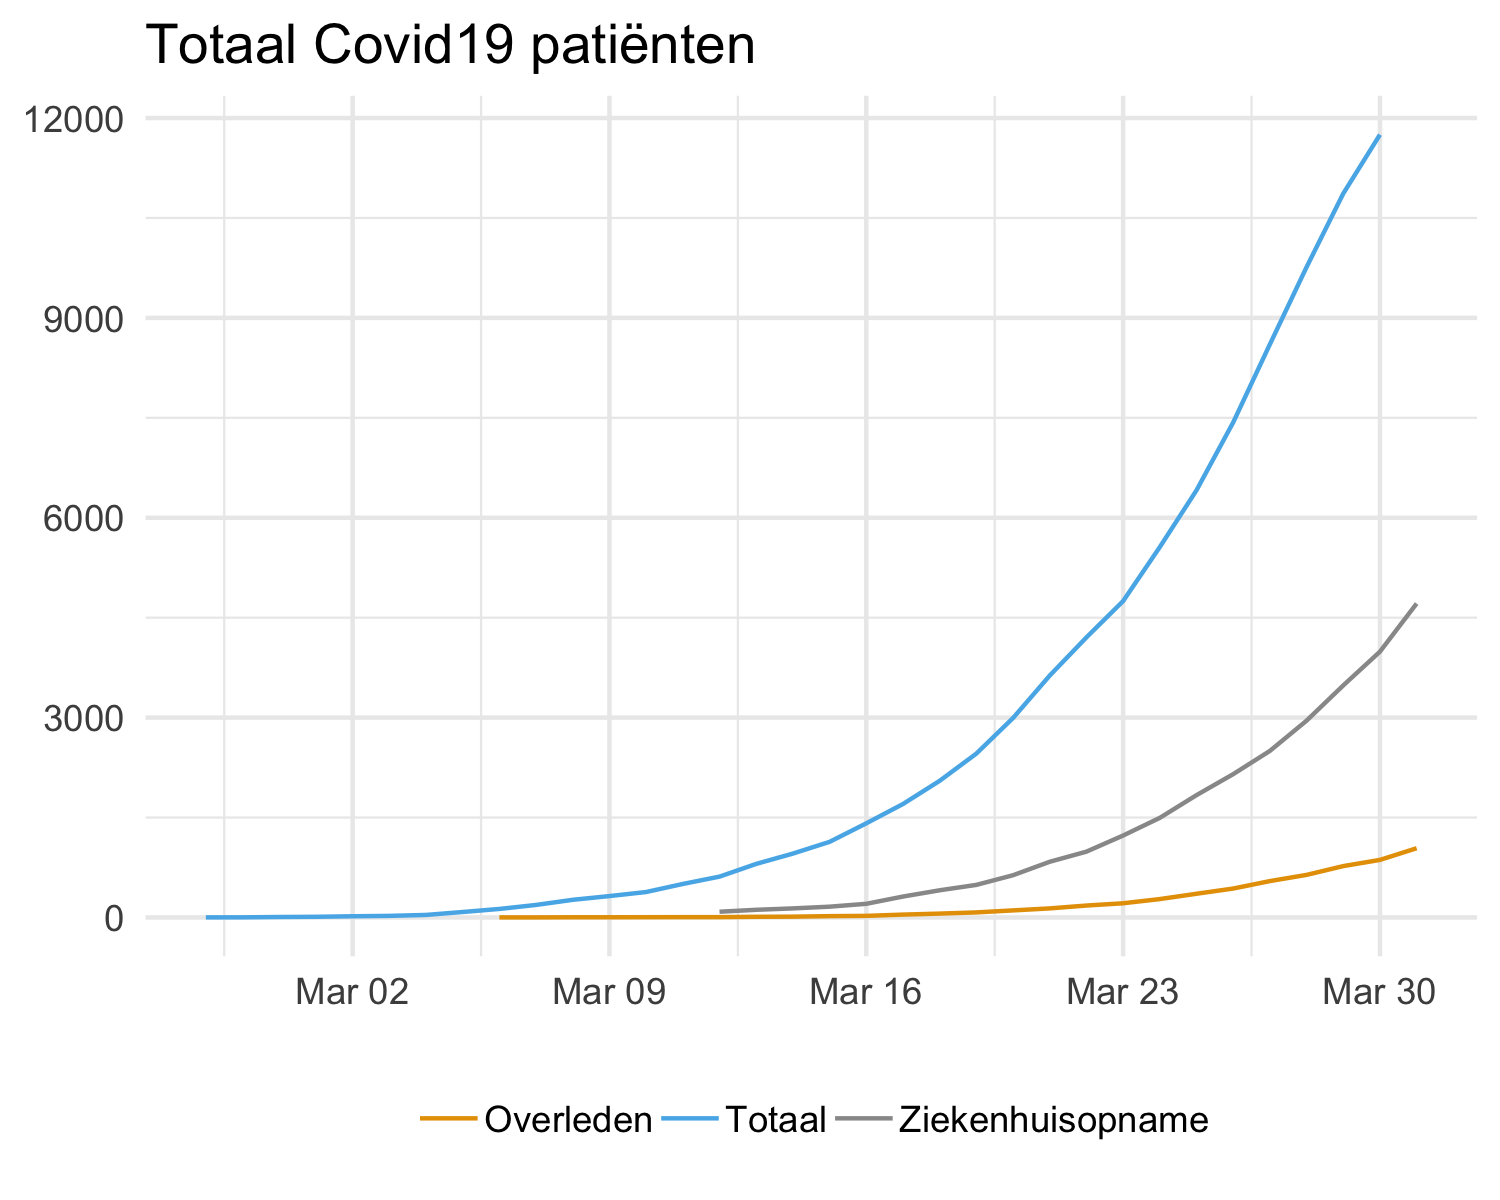 Totaal Covid19 patiënten
12000
9000
6000
3000
0
Mar 02 Mar 09 Mar 16 Mar 23 Mar 30
Overleden Totaal Ziekenhuisopname